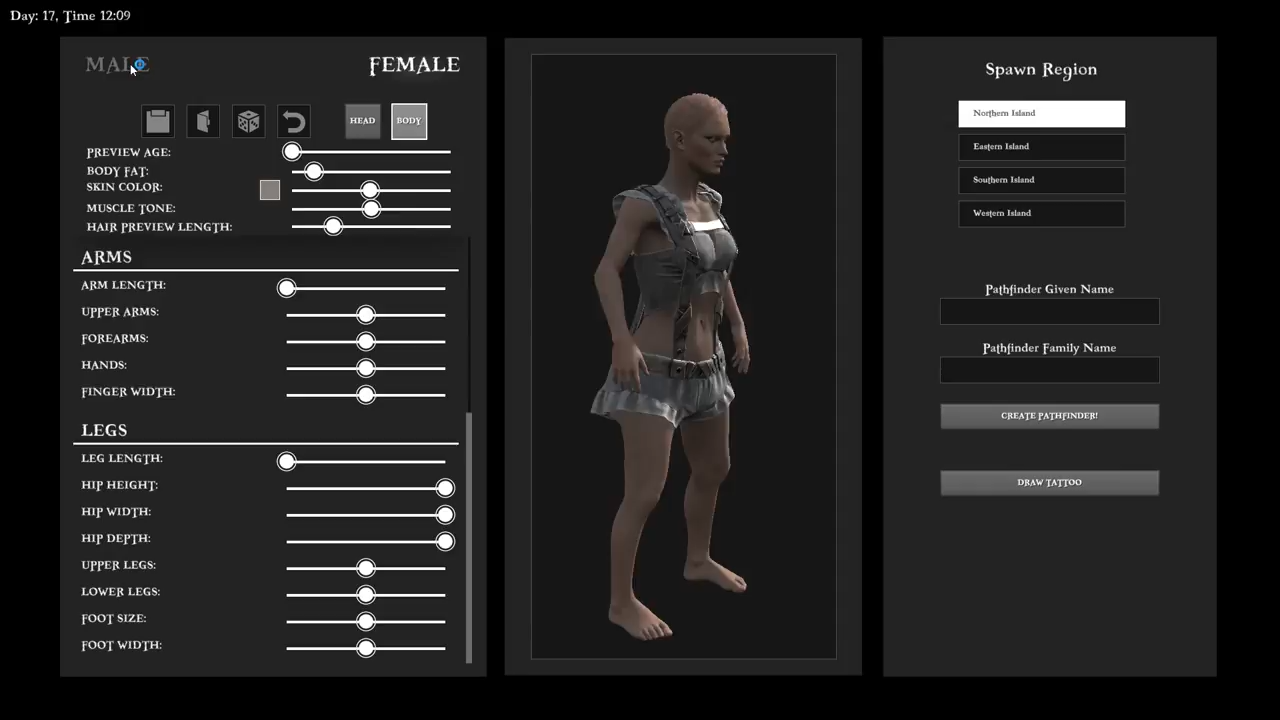 Day: 17, Time 12:09
MALE
FEMALE
HEAD
BODY
PREVIEW AGE:
BODY FAT:
SKIN COLOR:
MUSCLE TONE:
HAIR PREVIEW LENGTH:
ARMS
ARM LENGTH:
UPPER ARMS:
FOREARMS:
HANDS:
FINGER WIDTH:
LEGS
LEG LENGTH:
HIP HEIGHT:
HIP WIDTH:
HIP DEPTH:
UPPER LEGS:
LOWER LEGS:
FOOT SIZE:
FOOT WIDTH:
Spawn Region
Northern Island
Eastern Island
Southern Island
Western Island
Pathfinder Given Name
Pathfinder Family Name
CREATE PATHFINDER!
DRAW TATTOO